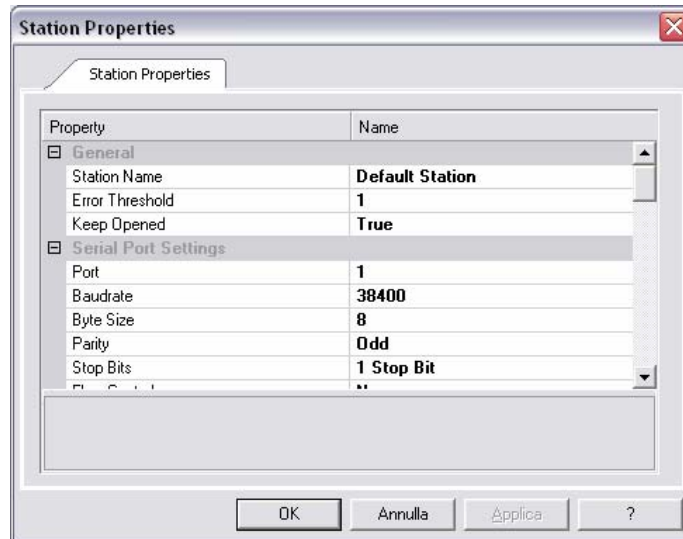 Station Properties
Station Properties
Property Name
General
Station Name Default Station
Error Threshold 1
Keep Opened True
Serial Port Settings
Port 1
Baudrate 38400
Byte Size 8
Parity Odd
Stop Bits 1 Stop Bit
OK Annulla Applica ?